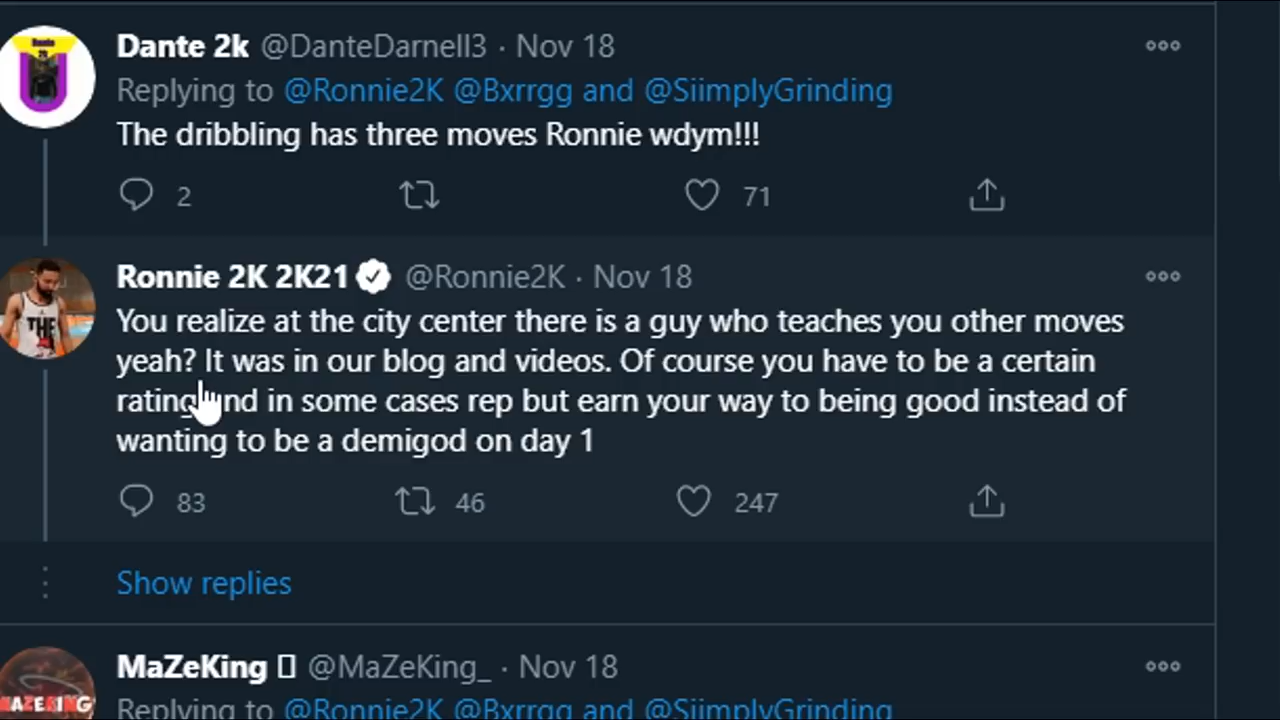 Dante 2k @DanteDarnell3 · Nov 18
Replying to @Ronnie2K @Bxrrgg and @SiimplyGrinding
The dribbling has three moves Ronnie wdym!!!
2 71
Ronnie 2K 2K21 @Ronnie2K · Nov 18
You realize at the city center there is a guy who teaches you other moves
yeah? It was in our blog and videos. Of course you have to be a certain
rating and in some cases rep but earn your way to being good instead of
wanting to be a demigod on day 1
83 46 247
Show replies
MaZeKing @MaZeKing_ · Nov 18
Replying to @Ronnie2K @Bxrrgg and @SiimplyGrinding